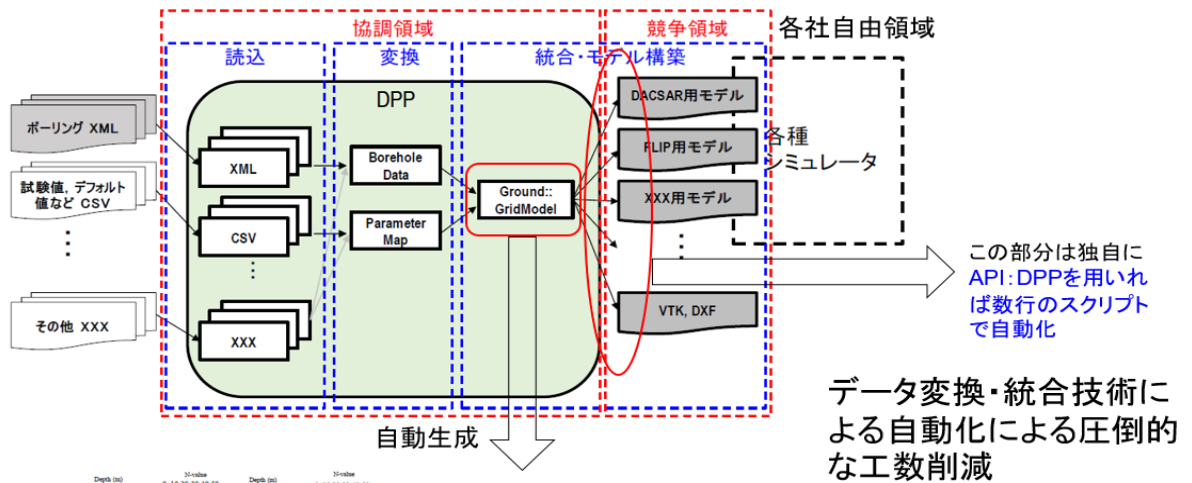 協調領域
競争領域
各社自由領域
読込
変換
統合・モデル構築
DPP
ボーリング XML
試験値, デフォルト
値など CSV
その他 XXX
XML
CSV
XXX
Borehole
Data
Parameter
Map
Ground::
GridModel
DACSAR用モデル
FLIP用モデル
XXX用モデル
VTK, DXF
各種
シミュレータ
この部分は独自に
API：DPPを用いれ
ば数行のスクリプト
で自動化
自動生成
データ変換・統合技術に
よる自動化による圧倒的
な工数削減
Depth (m)
N-value
Depth (m)
N-value